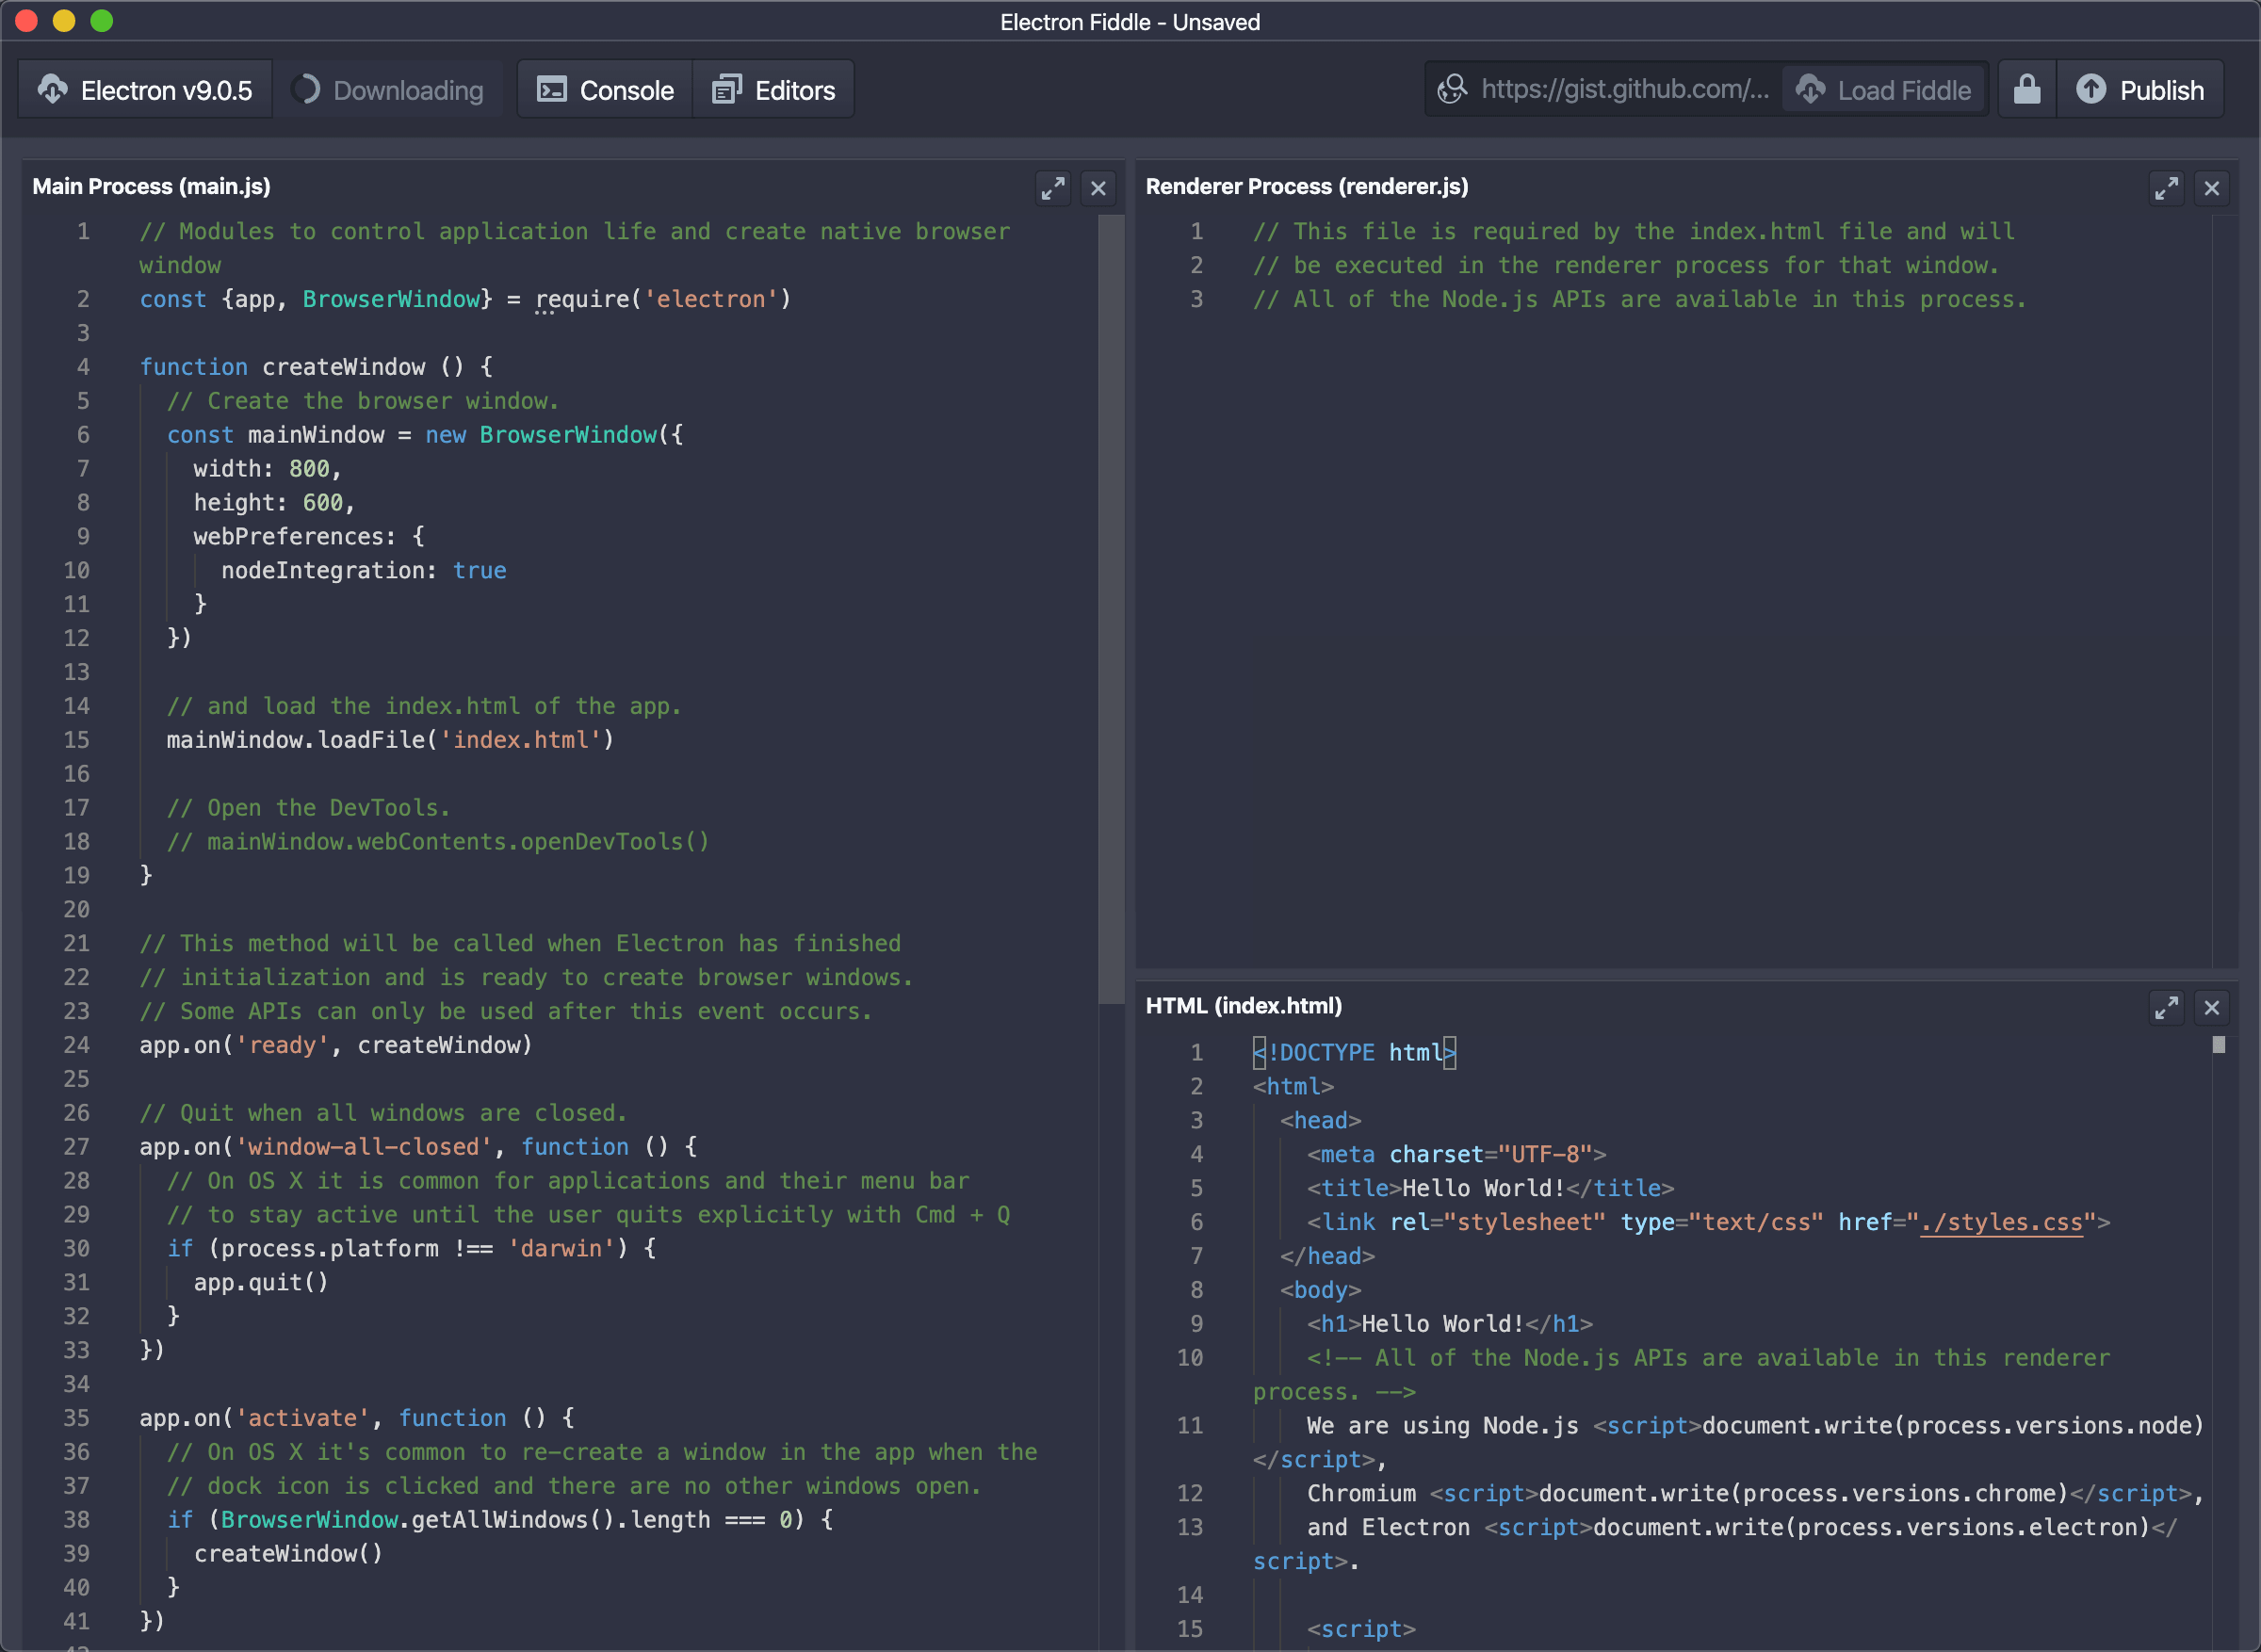 Electron Fiddle - Unsaved
Electron v9.0.5 Downloading Console Editors https://gist.github.com/... Load Fiddle Publish
Main Process (main.js)
1 // Modules to control application life and create native browser
window
2 const {app, BrowserWindow} = require('electron')
3
4 function createWindow () {
5   // Create the browser window.
6   const mainWindow = new BrowserWindow({
7     width: 800,
8     height: 600,
9     webPreferences: {
10       nodeIntegration: true
11     }
12   })
13
14   // and load the index.html of the app.
15   mainWindow.loadFile('index.html')
16
17   // Open the DevTools.
18   // mainWindow.webContents.openDevTools()
19 }
20
21 // This method will be called when Electron has finished
22 // initialization and is ready to create browser windows.
23 // Some APIs can only be used after this event occurs.
24 app.on('ready', createWindow)
25
26 // Quit when all windows are closed.
27 app.on('window-all-closed', function () {
28   // On OS X it is common for applications and their menu bar
29   // to stay active until the user quits explicitly with Cmd + Q
30   if (process.platform !== 'darwin') {
31     app.quit()
32   }
33 })
34
35 app.on('activate', function () {
36   // On OS X it's common to re-create a window in the app when the
37   // dock icon is clicked and there are no other windows open.
38   if (BrowserWindow.getAllWindows().length === 0) {
39     createWindow()
40   }
41 })
Renderer Process (renderer.js)
1 // This file is required by the index.html file and will
2 // be executed in the renderer process for that window.
3 // All of the Node.js APIs are available in this process.
HTML (index.html)
1 <!DOCTYPE html>
2 <html>
3   <head>
4     <meta charset="UTF-8">
5     <title>Hello World!</title>
6     <link rel="stylesheet" type="text/css" href="./styles.css">
7   </head>
8   <body>
9     <h1>Hello World!</h1>
10     <!-- All of the Node.js APIs are available in this renderer
process. -->
11     We are using Node.js <script>document.write(process.versions.node)
</script>,
12     Chromium <script>document.write(process.versions.chrome)</script>,
13     and Electron <script>document.write(process.versions.electron)</
script>.
14
15     <script>